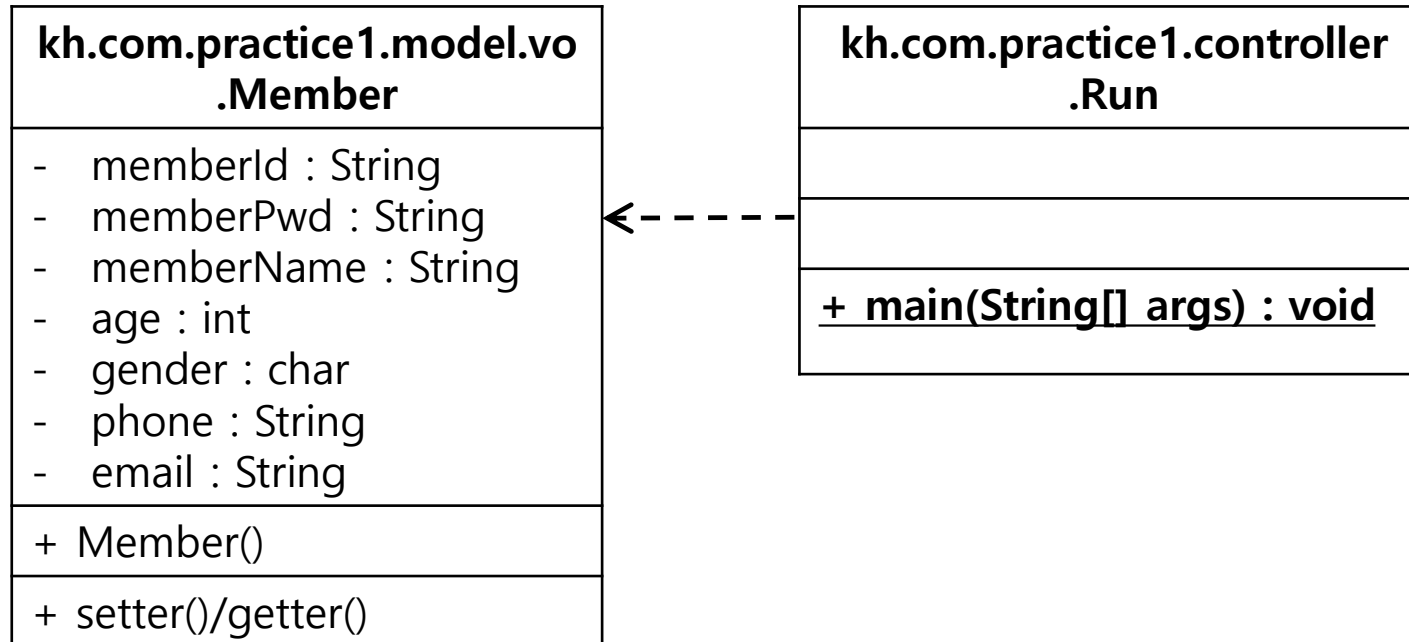 kh.com.practice1.model.vo
.Member
- memberId : String
- memberPwd : String
- memberName : String
- age : int
- gender : char
- phone : String
- email : String
+ Member()
+ setter()/getter()
kh.com.practice1.controller
.Run
+ main(String[] args) : void